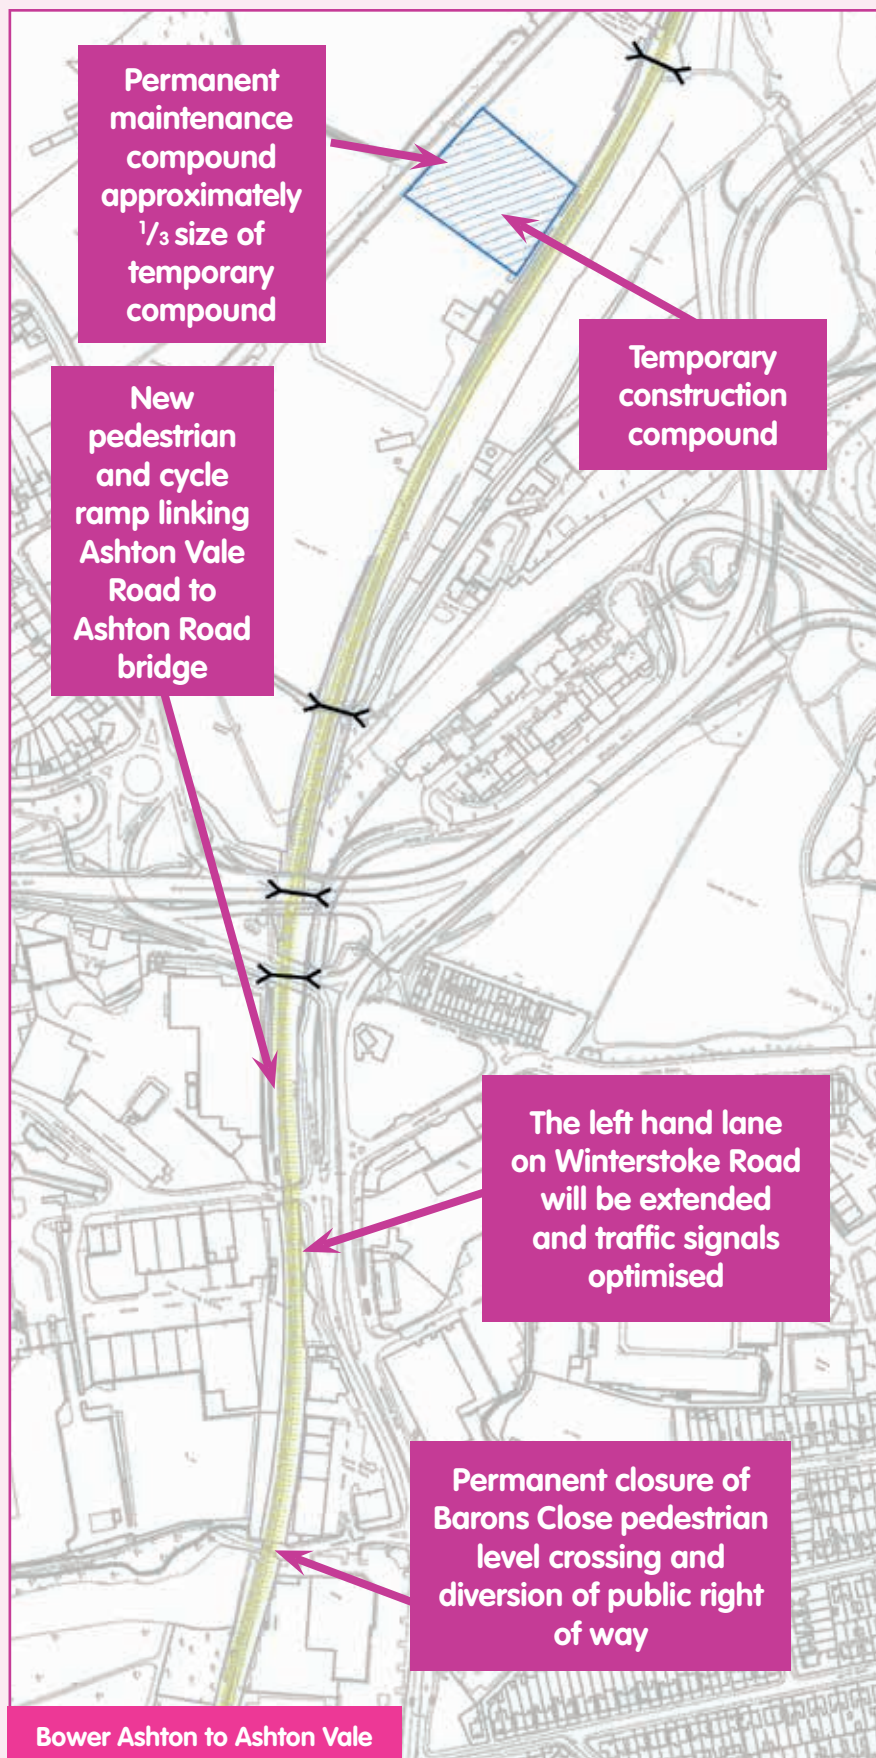 Permanent
maintenance
compound
approximately
1/3 size of
temporary
compound
Temporary
construction
compound
New
pedestrian
and cycle
ramp linking
Ashton Vale
Road to
Ashton Road
bridge
The left hand lane
on Winterstoke Road
will be extended
and traffic signals
optimised
Permanent closure of
Barons Close pedestrian
level crossing and
diversion of public right
of way
Bower Ashton to Ashton Vale